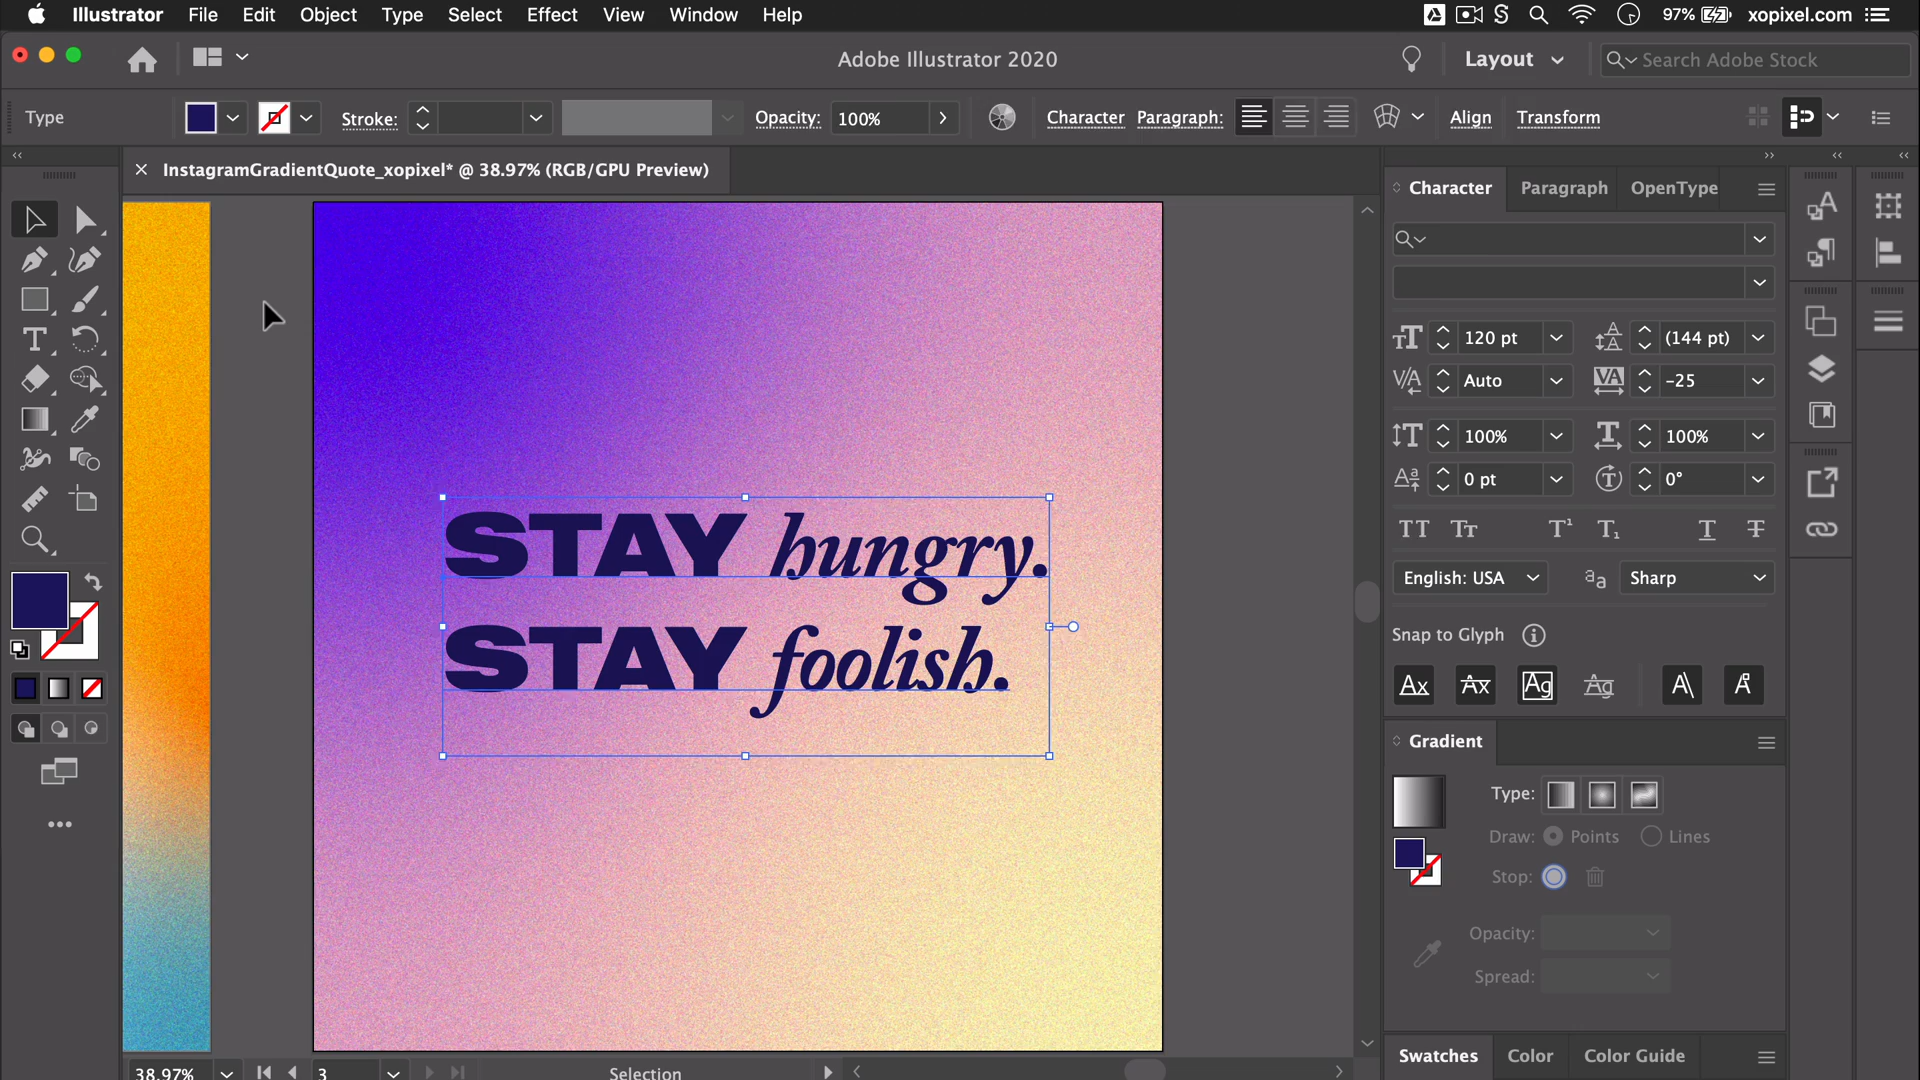 Illustrator File Edit Object Type Select Effect View Window Help 97% xopixel.com
Adobe Illustrator 2020 Layout Search Adobe Stock
Type Stroke: Opacity: 100% Character Paragraph: Align Transform
InstagramGradientQuote_xopixel* @ 38.97% (RGB/GPU Preview)
STAY hungry.
STAY foolish.
38.97% 3 Selection
Character Paragraph OpenType
120 pt (144 pt)
Auto -25
100% 100%
0 pt 0°
English: USA Sharp
Snap to Glyph
Gradient
Type:
Draw: Points Lines
Stop:
Opacity:
Spread:
Swatches Color Color Guide